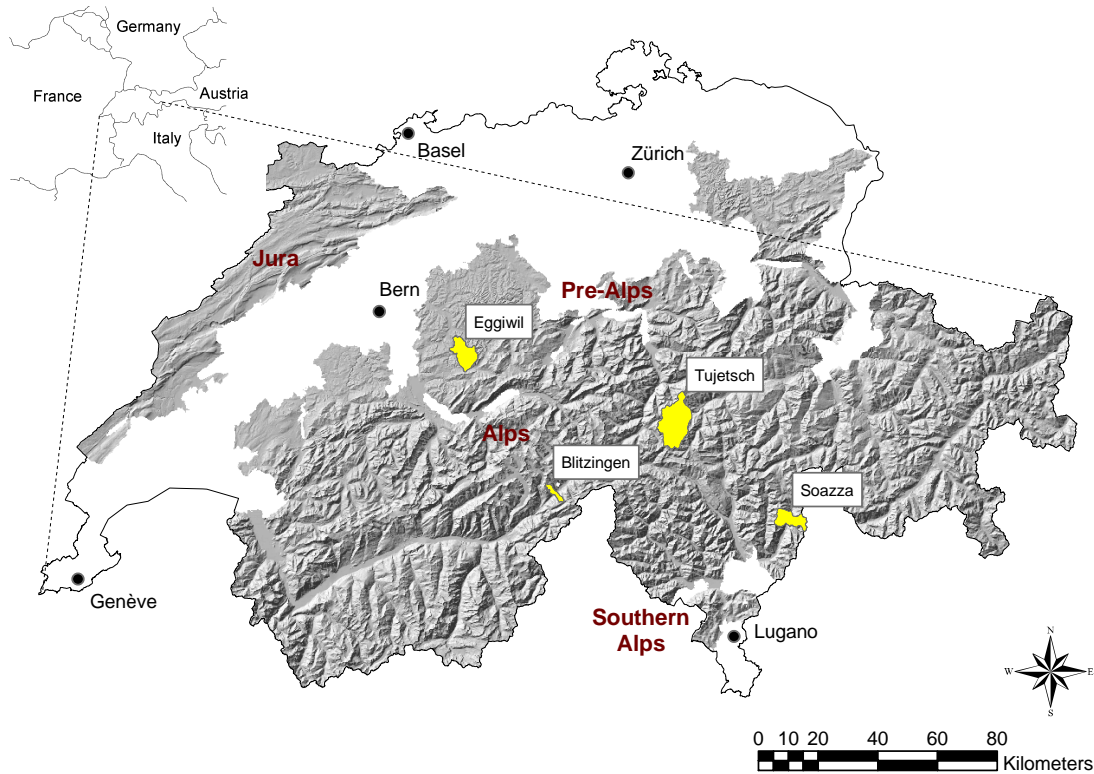 Germany
France
Austria
Italy
Basel
Zürich
Jura
Bern
Pre-Alps
Eggiwil
Tujetsch
Alps
Blitzingen
Soazza
Genève
Southern
Alps
Lugano
N
W
E
S
0 10 20 40 60 80
Kilometers